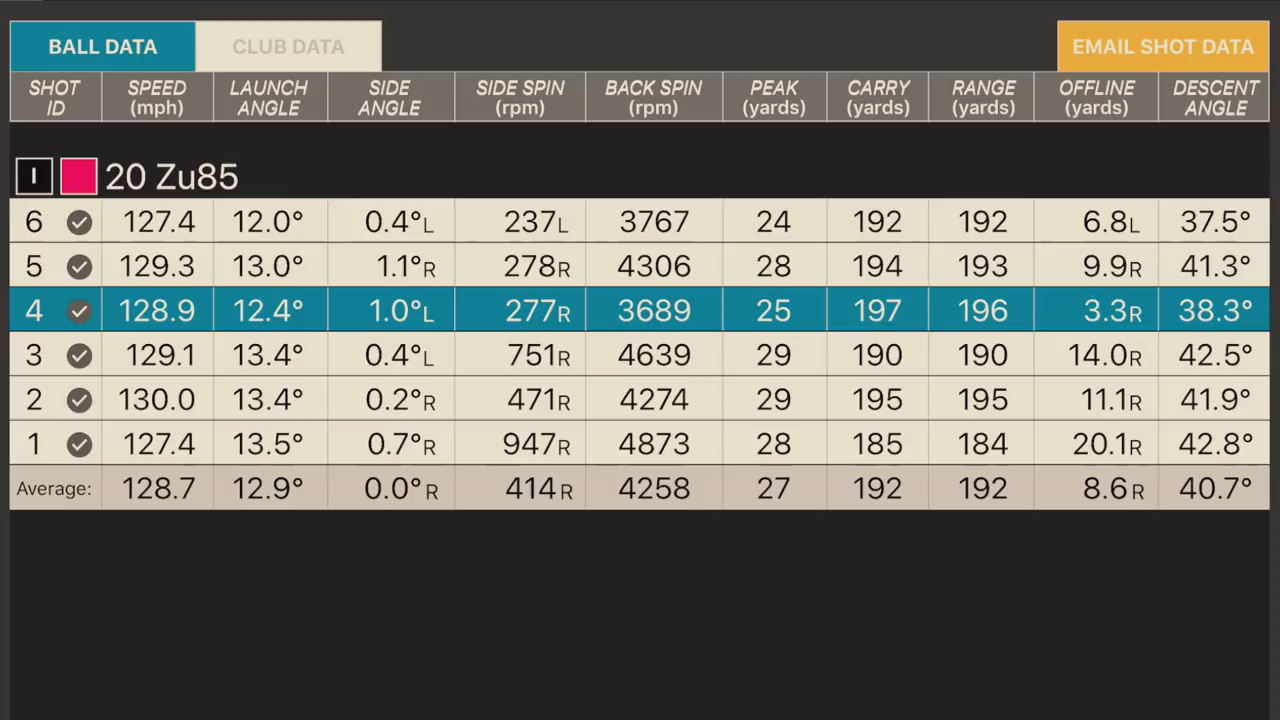 BALL DATA CLUB DATA EMAIL SHOT DATA
SHOT ID SPEED (mph) LAUNCH ANGLE SIDE ANGLE SIDE SPIN (rpm) BACK SPIN (rpm) PEAK (yards) CARRY (yards) RANGE (yards) OFFLINE (yards) DESCENT ANGLE
I 20 Zu85
6 127.4 12.0° 0.4°L 237L 3767 24 192 192 6.8L 37.5°
5 129.3 13.0° 1.1°R 278R 4306 28 194 193 9.9R 41.3°
4 128.9 12.4° 1.0°L 277R 3689 25 197 196 3.3R 38.3°
3 129.1 13.4° 0.4°L 751R 4639 29 190 190 14.0R 42.5°
2 130.0 13.4° 0.2°R 471R 4274 29 195 195 11.1R 41.9°
1 127.4 13.5° 0.7°R 947R 4873 28 185 184 20.1R 42.8°
Average: 128.7 12.9° 0.0°R 414R 4258 27 192 192 8.6R 40.7°